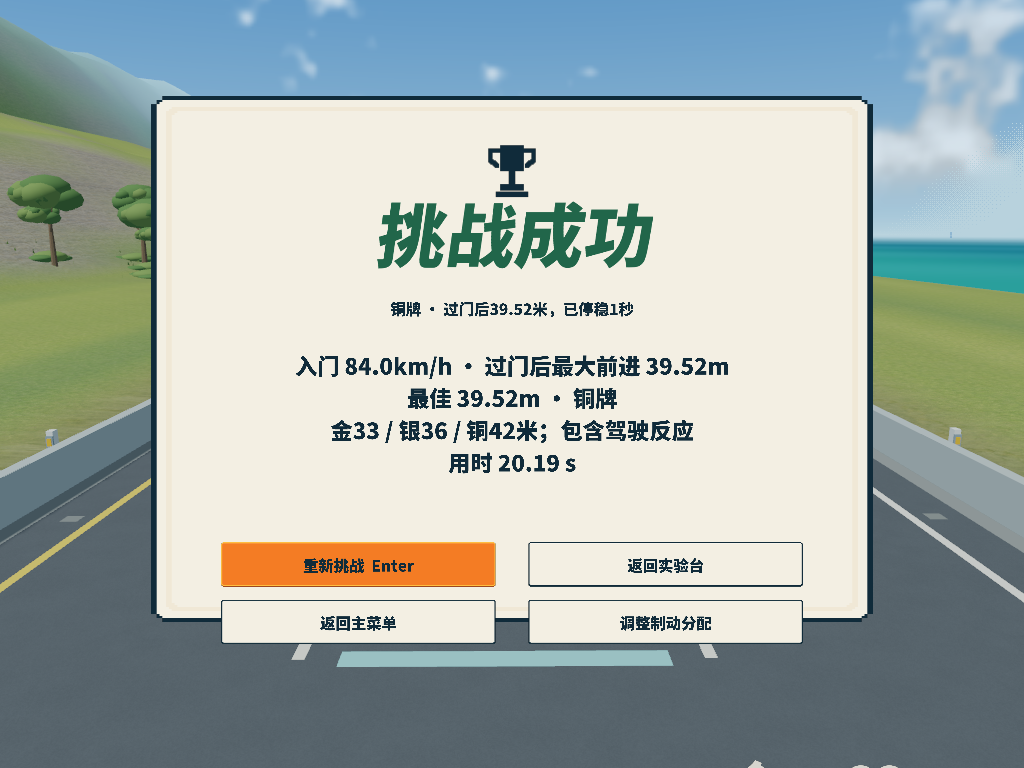 挑战成功
铜牌 · 过门后39.52米，已停稳1秒
入门 84.0km/h · 过门后最大前进 39.52m
最佳 39.52m · 铜牌
金33 / 银36 / 铜42米；包含驾驶反应
用时 20.19 s
重新挑战 Enter
返回实验台
返回主菜单
调整制动分配